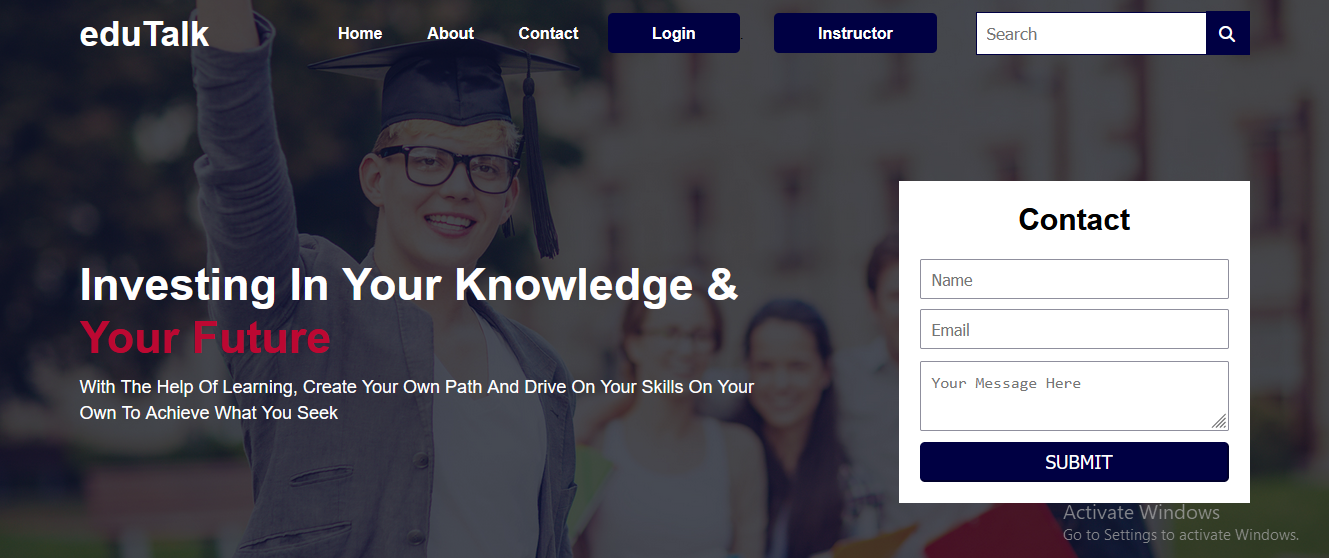 eduTalk
Home
About
Contact
Login
Instructor
Search
Contact
Name
Email
Your Message Here
SUBMIT
Investing In Your Knowledge &
Your Future
With The Help Of Learning, Create Your Own Path And Drive On Your Skills On Your
Own To Achieve What You Seek
Activate Windows
Go to Settings to activate Windows.